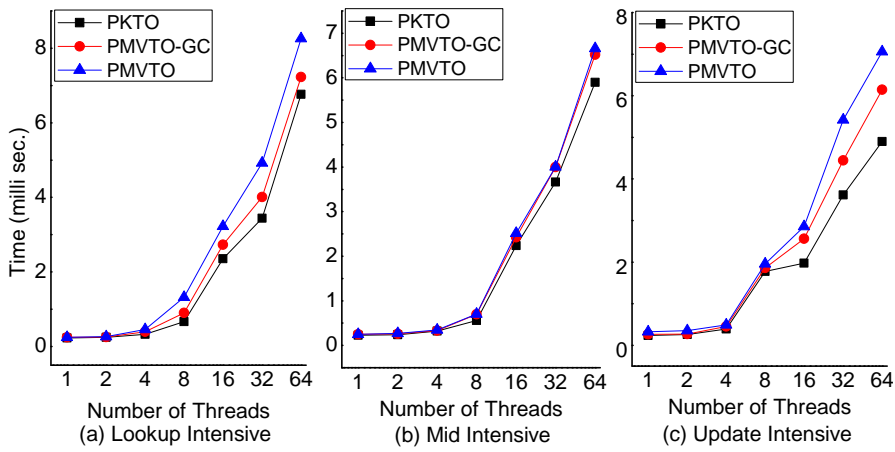 Time (milli sec.)
PKTO
PMVTO-GC
PMVTO
8
6
4
2
0
1 2 4 8 16 32 64
Number of Threads
(a) Lookup Intensive
PKTO
PMVTO-GC
PMVTO
7
6
5
4
3
2
1
0
1 2 4 8 16 32 64
Number of Threads
(b) Mid Intensive
PKTO
PMVTO-GC
PMVTO
8
6
4
2
0
1 2 4 8 16 32 64
Number of Threads
(c) Update Intensive